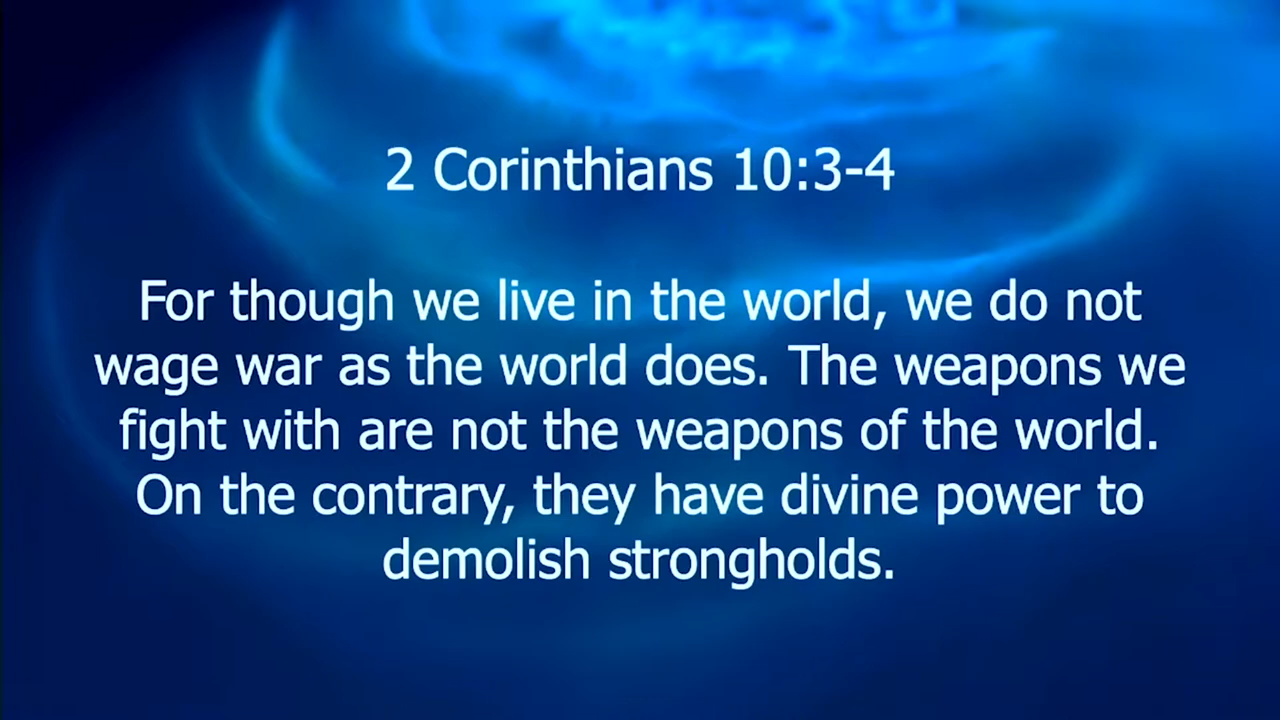 2 Corinthians 10:3-4
For though we live in the world, we do not
wage war as the world does. The weapons we
fight with are not the weapons of the world.
On the contrary, they have divine power to
demolish strongholds.